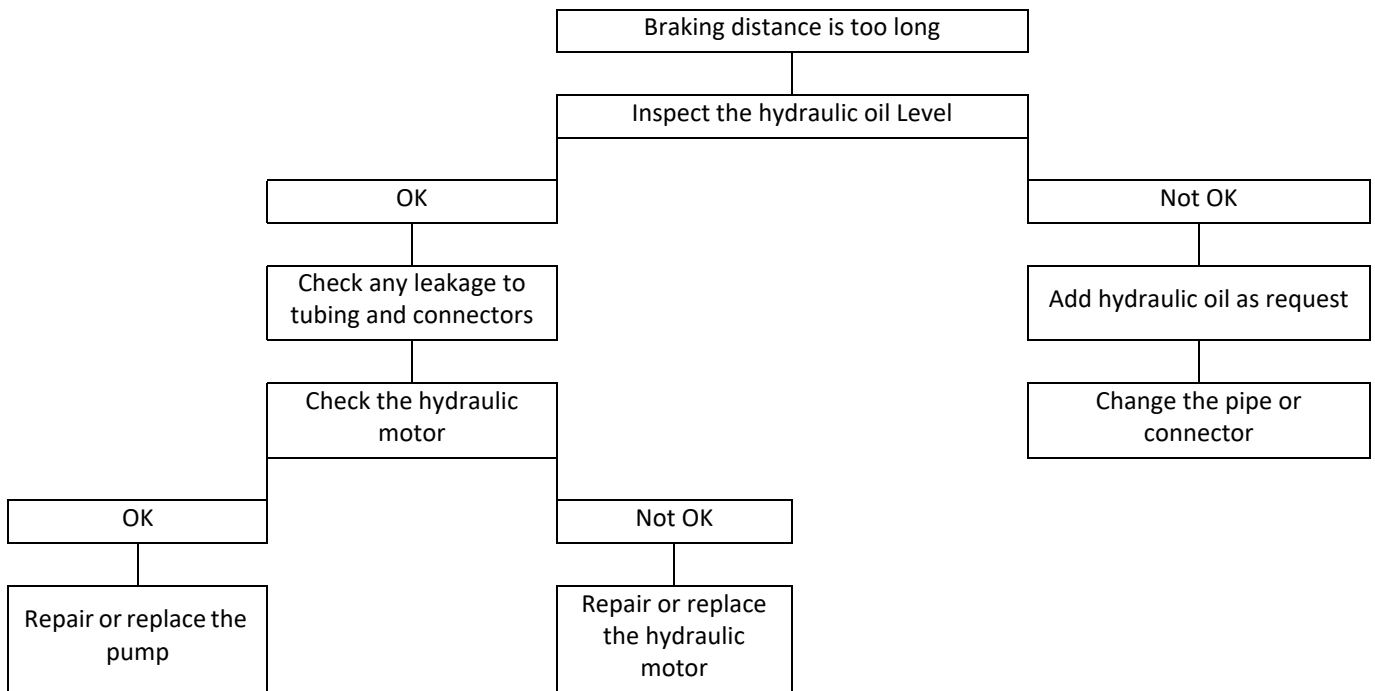 Braking distance is too long
Inspect the hydraulic oil Level
OK
Not OK
Check any leakage to
tubing and connectors
Add hydraulic oil as request
Check the hydraulic
motor
Change the pipe or
connector
OK
Not OK
Repair or replace the
pump
Repair or replace
the hydraulic
motor